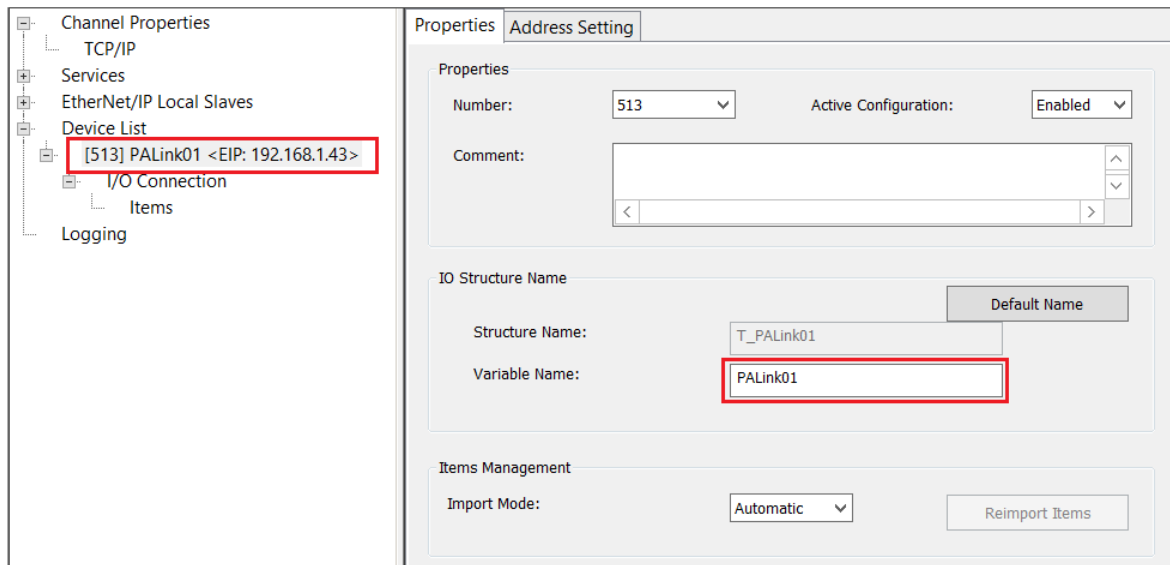 Channel Properties
TCP/IP
Services
EtherNet/IP Local Slaves
Device List
[513] PALink01 <EIP: 192.168.1.43>
I/O Connection
Items
Logging
Properties Address Setting
Properties
Number: 513 Active Configuration: Enabled
Comment:
IO Structure Name
Default Name
Structure Name: T_PALink01
Variable Name: PALink01
Items Management
Import Mode: Automatic Reimport Items